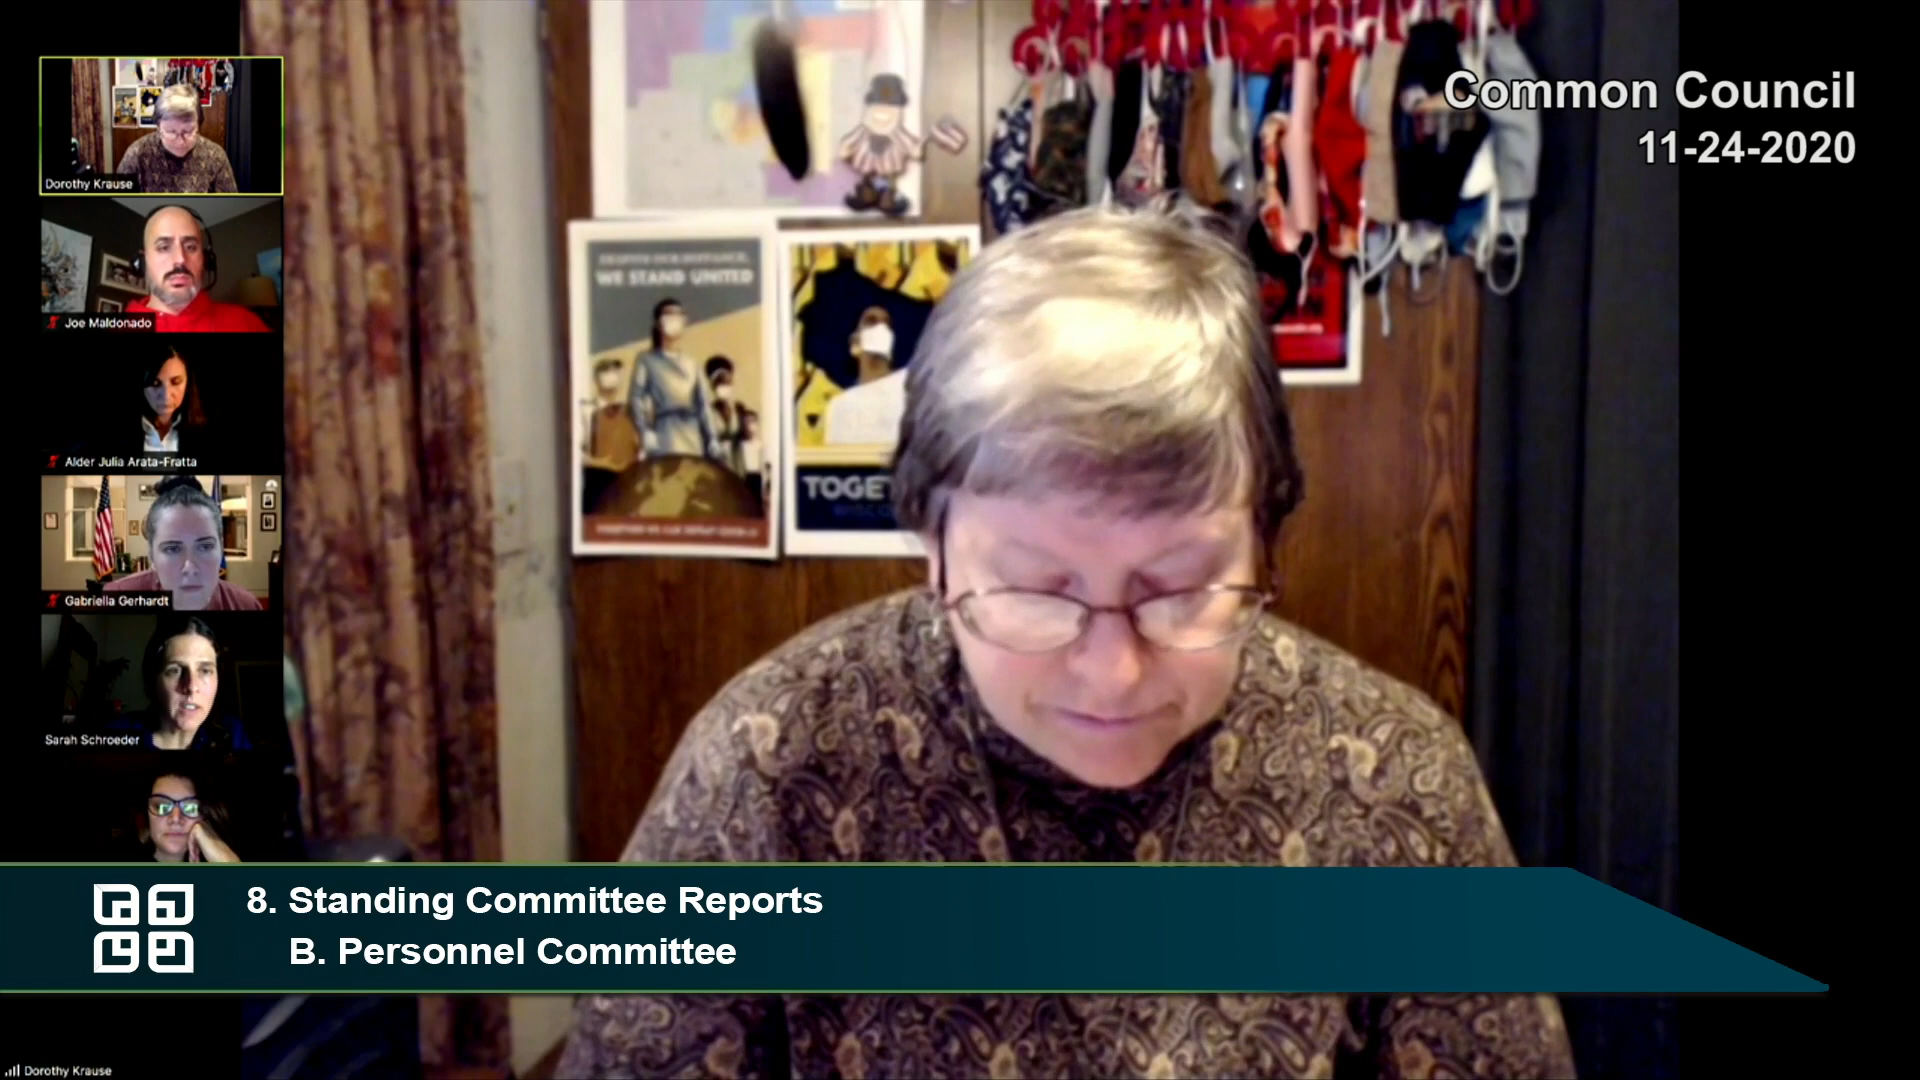 Common Council
11-24-2020
Dorothy Krause
Joe Maldonado
Alder Julia Arata-Fratta
Gabriella Gerhardt
Sarah Schroeder
WE STAND UNITED
8. Standing Committee Reports
B. Personnel Committee
Dorothy Krause